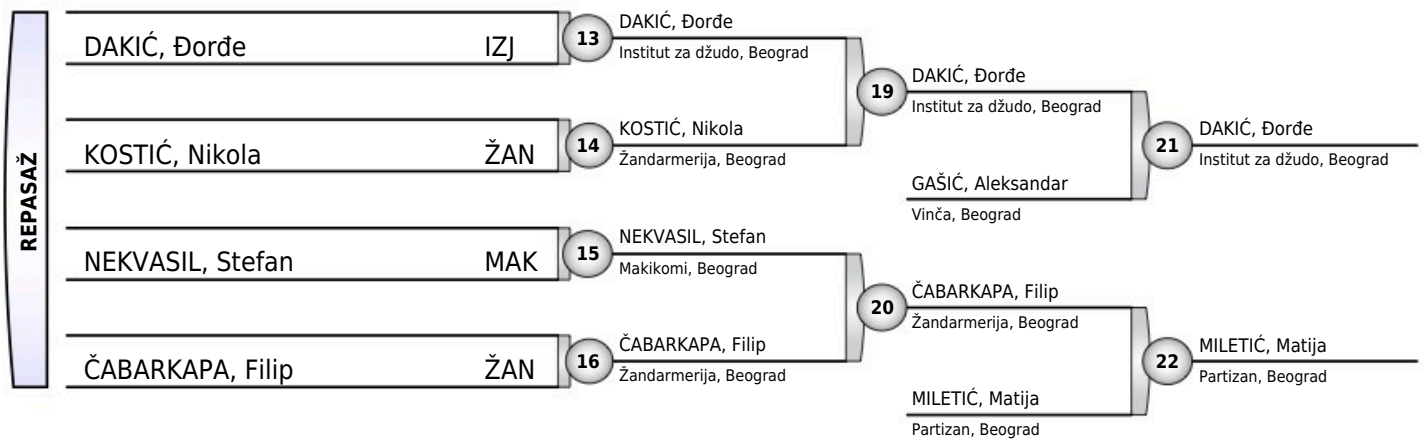 REPASAŽ
DAKIĆ, Đorđe IZJ
KOSTIĆ, Nikola ŽAN
NEKVASIL, Stefan MAK
ČABARKAPA, Filip ŽAN
13
DAKIĆ, Đorđe
Institut za džudo, Beograd
14
KOSTIĆ, Nikola
Žandarmerija, Beograd
15
NEKVASIL, Stefan
Makikomi, Beograd
16
ČABARKAPA, Filip
Žandarmerija, Beograd
19
DAKIĆ, Đorđe
Institut za džudo, Beograd
GAŠIĆ, Aleksandar
Vinča, Beograd
20
ČABARKAPA, Filip
Žandarmerija, Beograd
MILETIĆ, Matija
Partizan, Beograd
21
DAKIĆ, Đorđe
Institut za džudo, Beograd
22
MILETIĆ, Matija
Partizan, Beograd